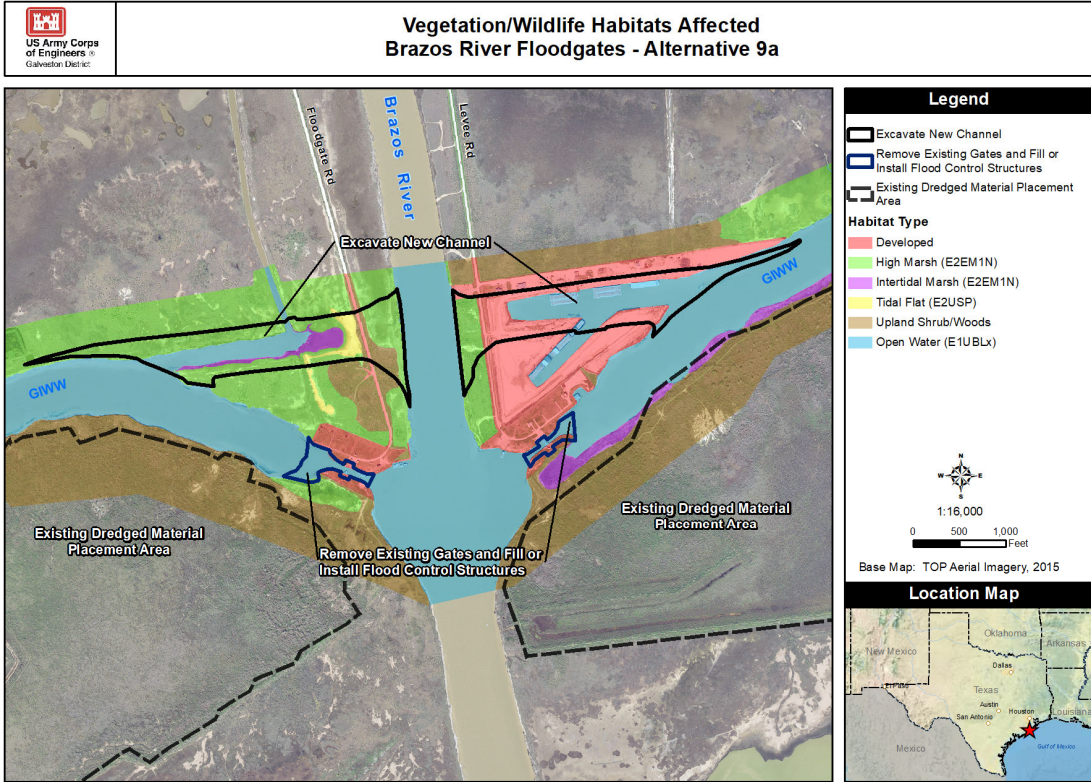 US Army Corps
of Engineers ®
Galveston District
Vegetation/Wildlife Habitats Affected
Brazos River Floodgates - Alternative 9a
Floodgate Rd
Brazos River
Levee Rd
Excavate New Channel
GIWW
GIWW
Existing Dredged Material
Placement Area
Remove Existing Gates and Fill or
Install Flood Control Structures
Existing Dredged Material
Placement Area
Legend
Excavate New Channel
Remove Existing Gates and Fill or
Install Flood Control Structures
Existing Dredged Material Placement
Area
Habitat Type
Developed
High Marsh (E2EM1N)
Intertidal Marsh (E2EM1N)
Tidal Flat (E2USP)
Upland Shrub/Woods
Open Water (E1UBLx)
N
W E
S
1:16,000
0 500 1,000
Feet
Base Map: TOP Aerial Imagery, 2015
Location Map
Oklahoma
Arkansas
New Mexico
Dallas
El Paso
Texas
Austin
Houston
Louisiana
San Antonio
Mexico
Gulf of Mexico